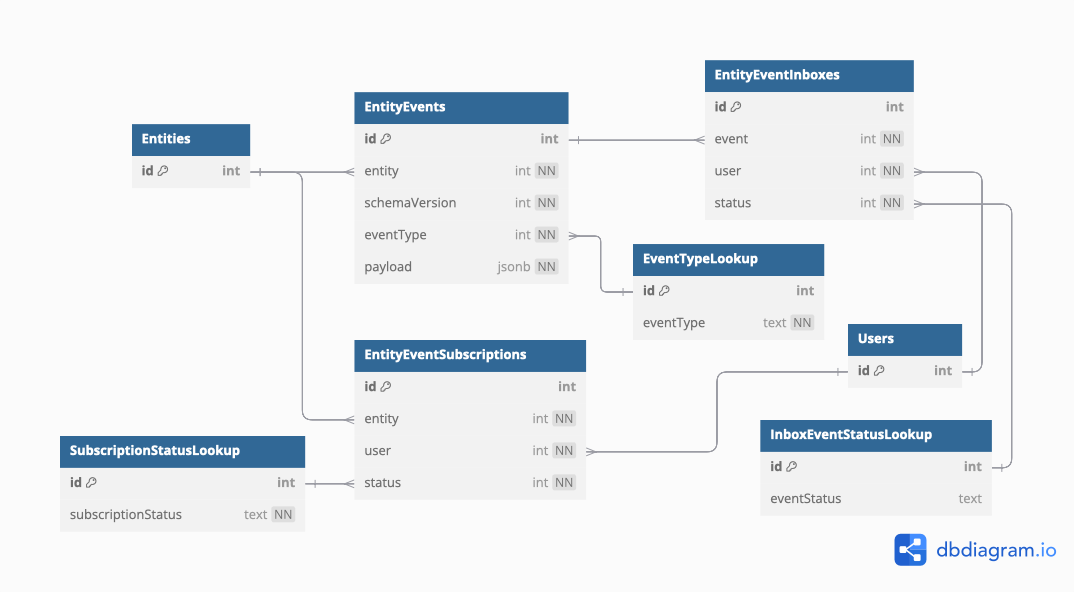 Entities
id int
EntityEvents
id int
entity int NN
schemaVersion int NN
eventType int NN
payload jsonb NN
EntityEventInboxes
id int
event int NN
user int NN
status int NN
EventTypeLookup
id int
eventType text NN
Users
id int
EntityEventSubscriptions
id int
entity int NN
user int NN
status int NN
SubscriptionStatusLookup
id int
subscriptionStatus text NN
InboxEventStatusLookup
id int
eventStatus text
dbdiagram.io